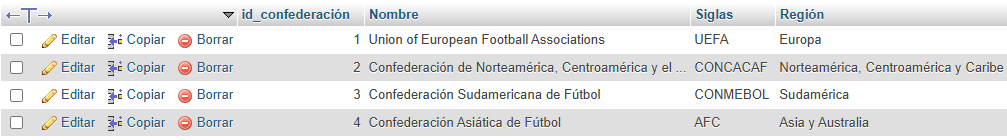 id_confederación Nombre Siglas Región
Editar Copiar Borrar 1 Union of European Football Associations UEFA Europa
Editar Copiar Borrar 2 Confederación de Norteamérica, Centroamérica y el ... CONCACAF Norteamérica, Centroamérica y Caribe
Editar Copiar Borrar 3 Confederación Sudamericana de Fútbol CONMEBOL Sudamérica
Editar Copiar Borrar 4 Confederación Asiática de Fútbol AFC Asia y Australia